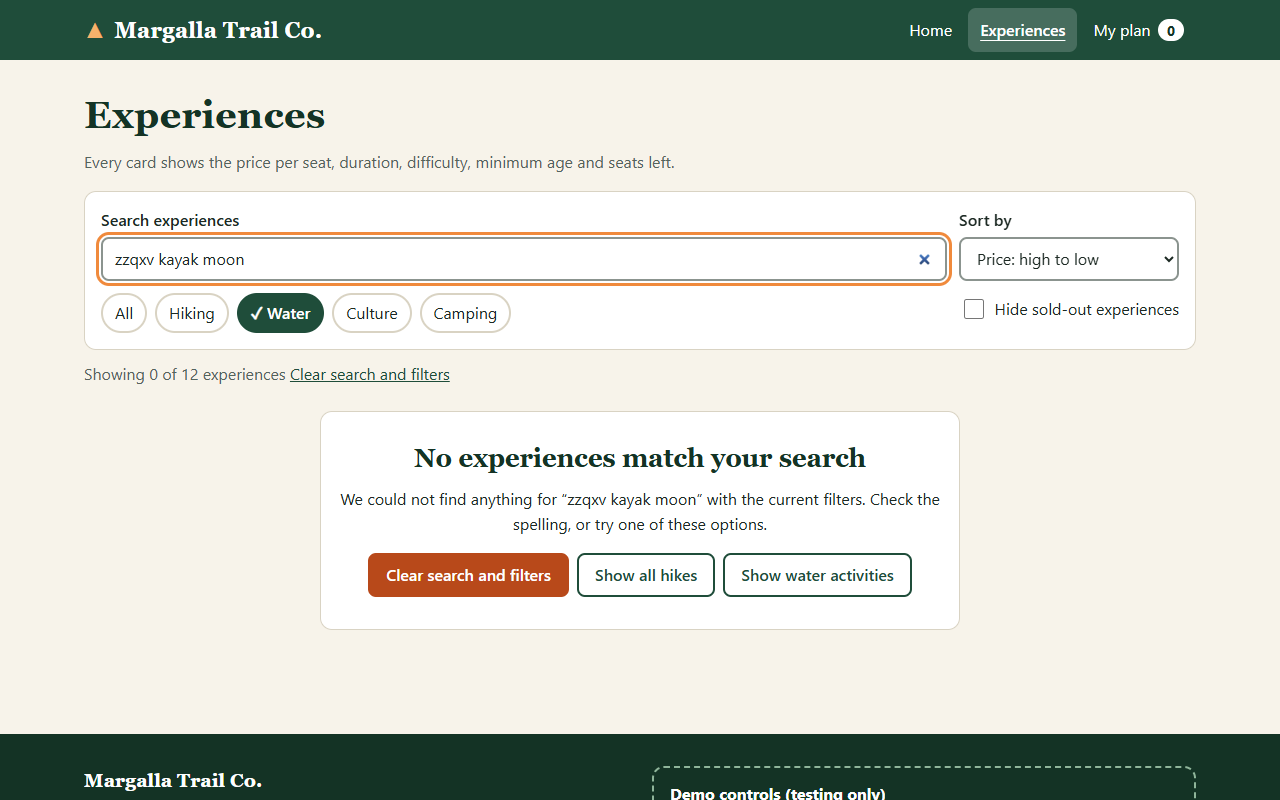 ▲ Margalla Trail Co.
Home Experiences My plan 0
Experiences
Every card shows the price per seat, duration, difficulty, minimum age and seats left.
Search experiences
Sort by
zzqxv kayak moon
Price: high to low
All Hiking ✓ Water Culture Camping
Hide sold-out experiences
Showing 0 of 12 experiences Clear search and filters
No experiences match your search
We could not find anything for “zzqxv kayak moon” with the current filters. Check the
spelling, or try one of these options.
Clear search and filters Show all hikes Show water activities
Margalla Trail Co.
Demo controls (testing only)